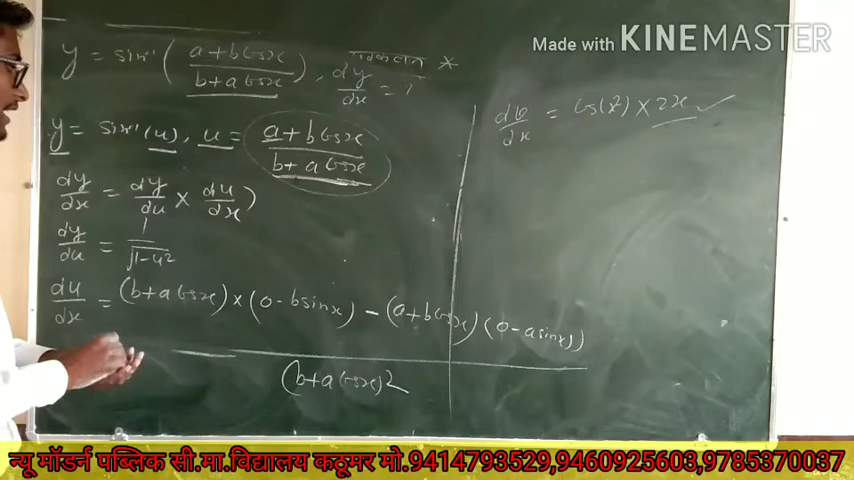 Made with KINEMASTER
y = sin⁻¹ ( a + b cosx / b + a cosx ) , dy/dx = ?
y = sin⁻¹ (u) , u = a + b cosx / b + a cosx
dy/dx = dy/du × du/dx )
dy/du = 1 / √1-u²
du/dx = (b + a cosx) × (0 - b sinx) - (a + b cosx) (0 - a sinx) / (b + a cosx)²
dy/dx = cos(x²) × 2x ✓
न्यू मॉडर्न पब्लिक सी.मा.विद्यालय कठूमर मो.9414793529,9460925603,9785370037